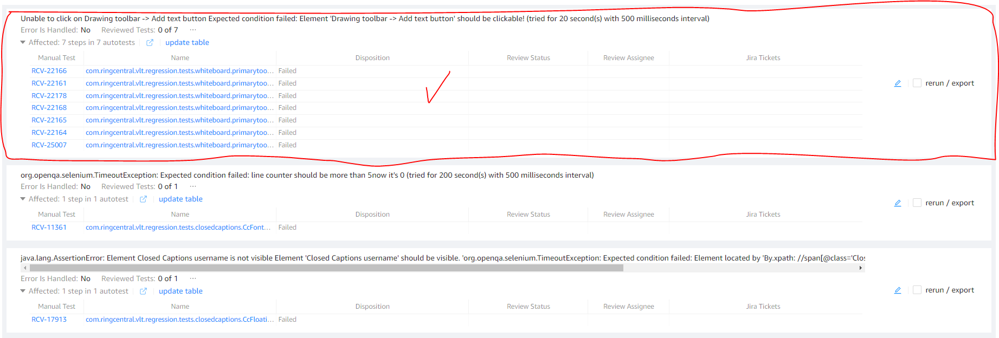 Unable to click on Drawing toolbar -> Add text button Expected condition failed: Element 'Drawing toolbar -> Add text button' should be clickable! (tried for 20 second(s) with 500 milliseconds interval)
Error Is Handled: No Reviewed Tests: 0 of 7 ...
Affected: 7 steps in 7 autotests update table
Manual Test Name Disposition Review Status Review Assignee Jira Tickets
RCV-22166 com.ringcentral.vlt.regression.tests.whiteboard.primarytoo... Failed
RCV-22161 com.ringcentral.vlt.regression.tests.whiteboard.primarytoo... Failed
rerun / export
RCV-22178 com.ringcentral.vlt.regression.tests.whiteboard.primarytoo... Failed
RCV-22168 com.ringcentral.vlt.regression.tests.whiteboard.primarytoo... Failed
RCV-22165 com.ringcentral.vlt.regression.tests.whiteboard.primarytoo... Failed
RCV-22164 com.ringcentral.vlt.regression.tests.whiteboard.primarytoo... Failed
RCV-25007 com.ringcentral.vlt.regression.tests.whiteboard.primarytoo... Failed
org.openqa.selenium.TimeoutException: Expected condition failed: line counter should be more than 5now it's 0 (tried for 200 second(s) with 500 milliseconds interval)
Error Is Handled: No Reviewed Tests: 0 of 1 ...
Affected: 1 step in 1 autotest update table
rerun / export
Manual Test Name Disposition Review Status Review Assignee Jira Tickets
RCV-11361 com.ringcentral.vlt.regression.tests.closedcaptions.CcFont... Failed
java.lang.AssertionError: Element Closed Captions username is not visible Element 'Closed Captions username' should be visible. 'org.openqa.selenium.TimeoutException: Expected condition failed: Element located by 'By.xpath: //span[@class='Clos
Error Is Handled: No Reviewed Tests: 0 of 1 ...
Affected: 1 step in 1 autotest update table
rerun / export
Manual Test Name Disposition Review Status Review Assignee Jira Tickets
RCV-17913 com.ringcentral.vlt.regression.tests.closedcaptions.CcFloati... Failed